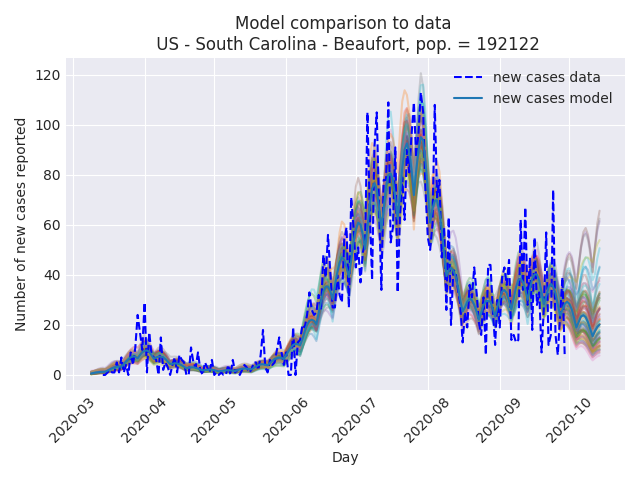 Model comparison to data
US - South Carolina - Beaufort, pop. = 192122
new cases data
new cases model
Number of new cases reported
120
100
80
60
40
20
0
2020-03
2020-04
2020-05
2020-06
2020-07
2020-08
2020-09
2020-10
Day